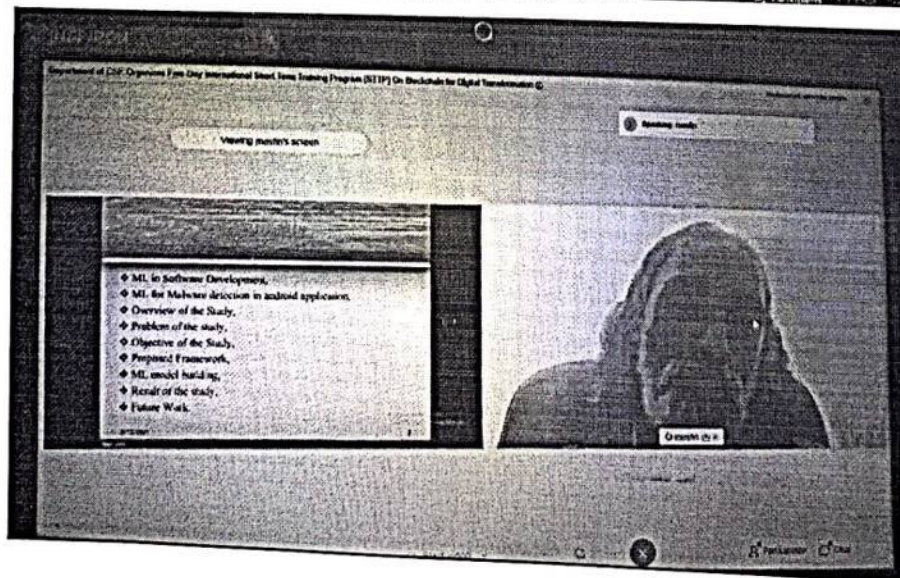 Department of CSE Organizes Five Day International Short Term Training Program (STTP) On Blockchain for Digital Transformation
Viewing mastin's screen
Speaking:
❖ ML in Software Development,
❖ ML for Malware detection in android application,
❖ Overview of the Study,
❖ Problem of the study,
❖ Objective of the Study,
❖ Proposed Framework,
❖ ML model building,
❖ Result of the study,
❖ Future Work.
Participants
Chat